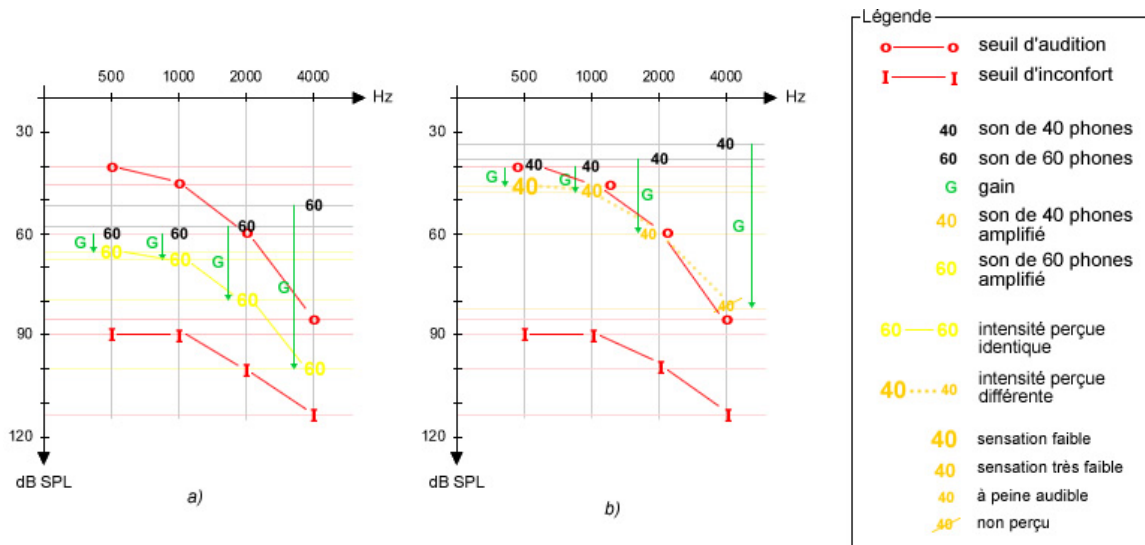 500 1000 2000 4000
Hz
30
60
90
120
dB SPL
60
60
60
60
G
G
G
G
60
60
60
60
a)
500 1000 2000 4000
Hz
30
60
90
120
dB SPL
40
40
40
40
G
G
G
G
40
40
40
40
b)
Légende
seuil d'audition
seuil d'inconfort
40 son de 40 phones
60 son de 60 phones
G gain
40 son de 40 phones
amplifié
60 son de 60 phones
amplifié
60 60 intensité perçue
identique
40 40 intensité perçue
différente
40 sensation faible
40 sensation très faible
40 à peine audible
40 non perçu